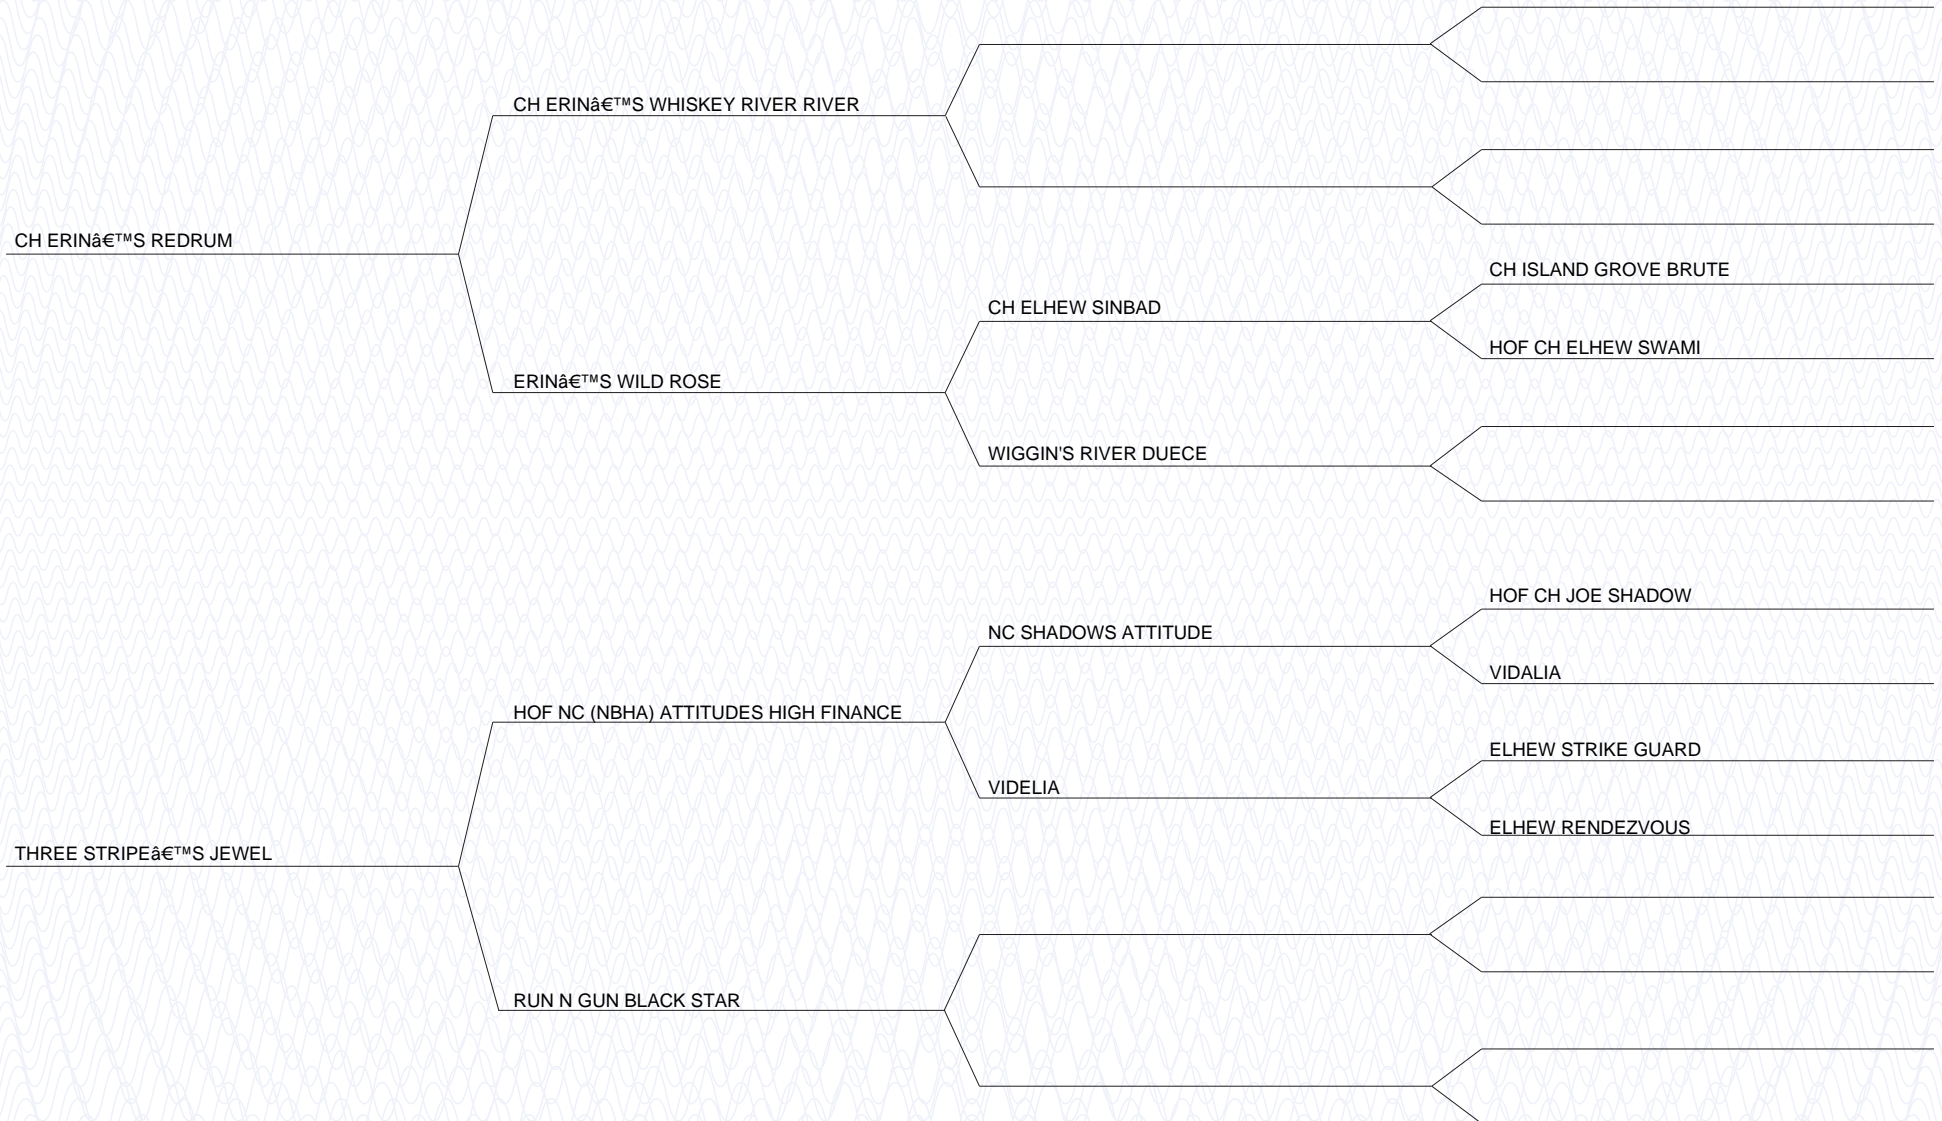 CH ERINâ€™S WHISKEY RIVER RIVER
CH ERINâ€™S REDRUM
CH ISLAND GROVE BRUTE
CH ELHEW SINBAD
HOF CH ELHEW SWAMI
ERINâ€™S WILD ROSE
WIGGIN'S RIVER DUECE
HOF CH JOE SHADOW
NC SHADOWS ATTITUDE
VIDALIA
HOF NC (NBHA) ATTITUDES HIGH FINANCE
ELHEW STRIKE GUARD
VIDELIA
ELHEW RENDEZVOUS
THREE STRIPEâ€™S JEWEL
RUN N GUN BLACK STAR